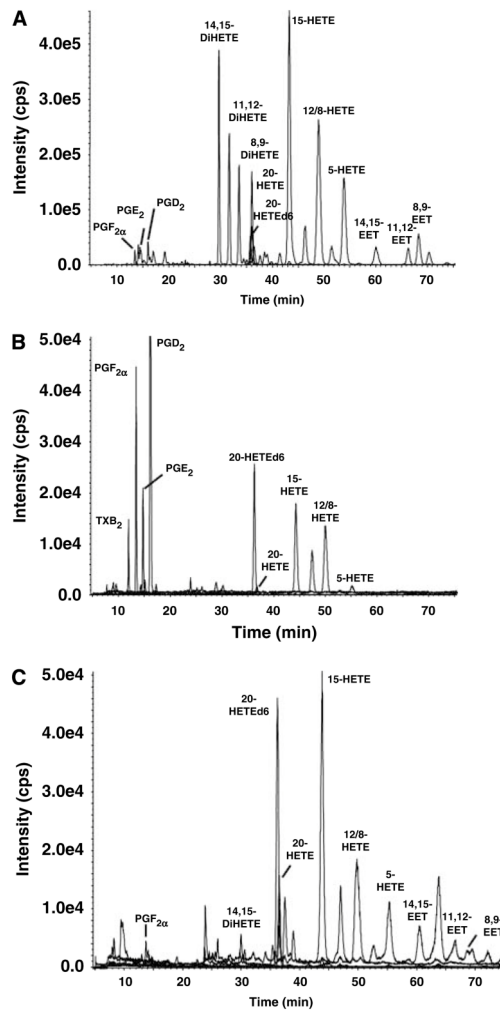 A
Intensity (cps)
4.0e5
3.0e5
2.0e5
1.0e5
0.0
14,15-
DiHETE
11,12-
DiHETE
8,9-
DiHETE
20-
HETE
20-
HETEd6
15-HETE
12/8-HETE
5-HETE
14,15-
EET
11,12-
EET
8,9-
EET
PGF2α
PGE2
PGD2
10 20 30 40 50 60 70
Time (min)
B
Intensity (cps)
5.0e4
4.0e4
3.0e4
2.0e4
1.0e4
0.0
PGD2
PGF2α
PGE2
TXB2
20-HETEd6
20-
HETE
15-
HETE
12/8-
HETE
5-HETE
10 20 30 40 50 60 70
Time (min)
C
Intensity (cps)
5.0e4
4.0e4
3.0e4
2.0e4
1.0e4
0.0
15-HETE
20-
HETEd6
20-
HETE
12/8-
HETE
5-
HETE
14,15-
EET
11,12-
EET
8,9-
EET
14,15-
DiHETE
PGF2α
10 20 30 40 50 60 70
Time (min)